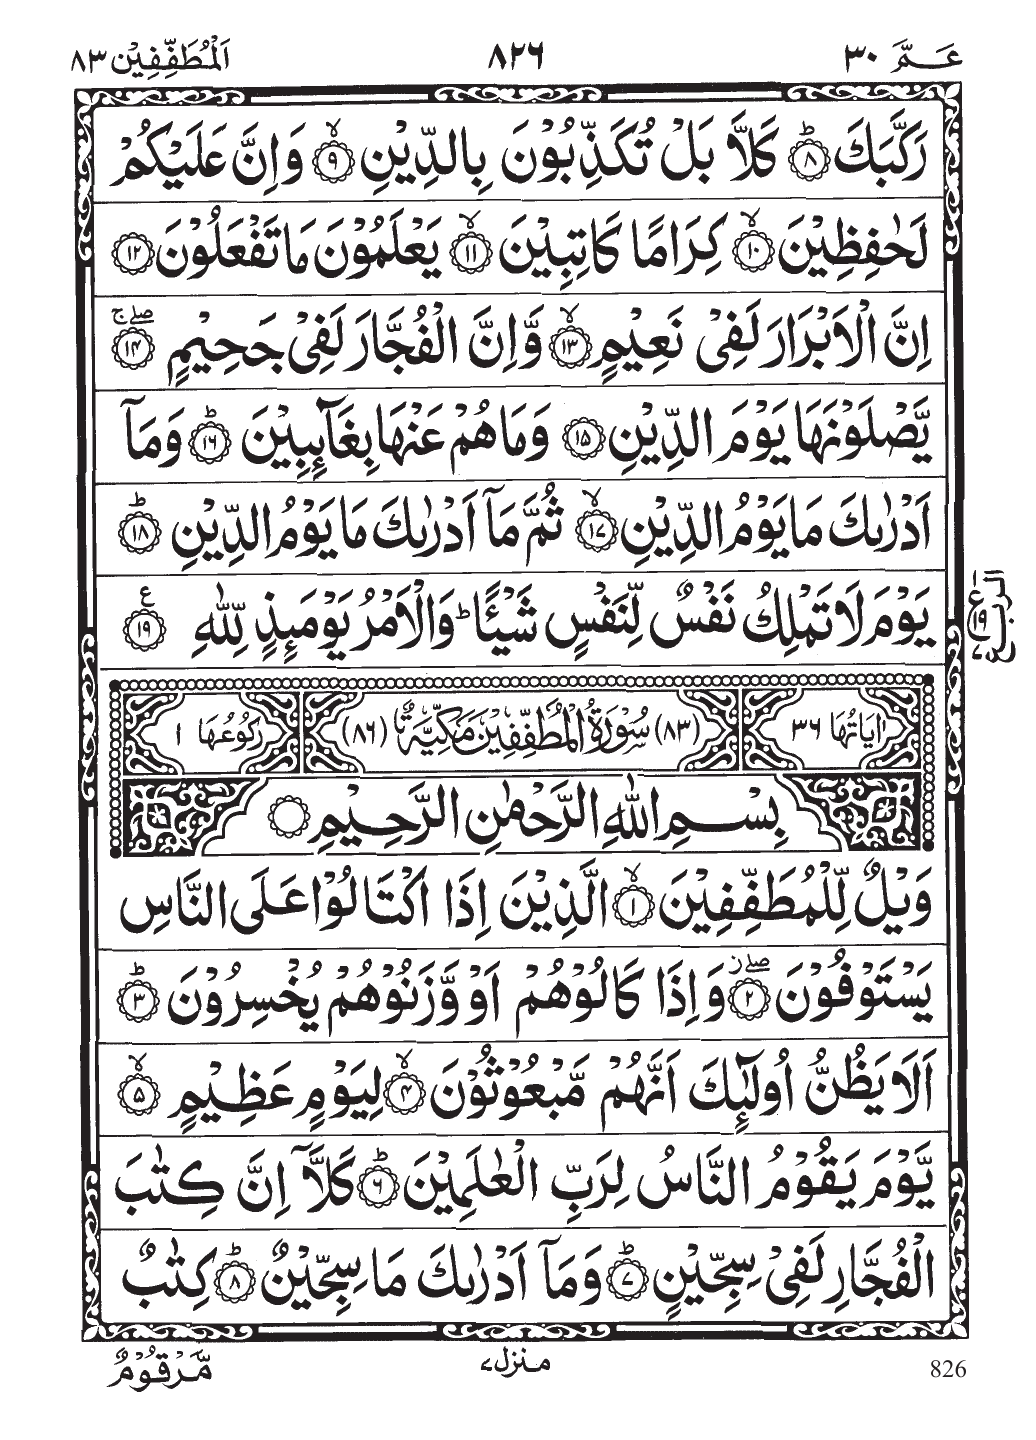 عَمَّ ٣٠
٨٢٦
اَلْمُطَفِّفِيْن ٨٣
رَكَّبَكَ ؕ﴿٨﴾ كَلَّا بَلْ تُكَذِّبُوْنَ بِالدِّيْنِ ۙ﴿٩﴾ وَاِنَّ عَلَيْكُمْ
لَحٰفِظِيْنَ ۙ﴿١٠﴾ كِرَامًا كَاتِبِيْنَ ۙ﴿١١﴾ يَعْلَمُوْنَ مَا تَفْعَلُوْنَ ﴿١٢﴾
اِنَّ الْاَبْرَارَ لَفِيْ نَعِيْمٍ ۙ﴿١٣﴾ وَّاِنَّ الْفُجَّارَ لَفِيْ جَحِيْمٍ ۖۚ﴿١٤﴾
يَّصْلَوْنَهَا يَوْمَ الدِّيْنِ ﴿١٥﴾ وَمَا هُمْ عَنْهَا بِغَآئِبِيْنَ ؕ﴿١٦﴾ وَمَآ
اَدْرٰىكَ مَا يَوْمُ الدِّيْنِ ۙ﴿١٧﴾ ثُمَّ مَآ اَدْرٰىكَ مَا يَوْمُ الدِّيْنِ ؕ﴿١٨﴾
يَوْمَ لَا تَمْلِكُ نَفْسٌ لِّنَفْسٍ شَيْـًٔا ؕ وَالْاَمْرُ يَوْمَئِذٍ لِّلّٰهِ ﴿١٩﴾ ع
ع ١٩
اٰيَاتُهَا ٣٦
(٨٣) سُوْرَةُ الْمُطَفِّفِيْنَ مَكِّيَّةٌ (٨٦)
رُكُوْعُهَا ١
بِسْمِ اللّٰهِ الرَّحْمٰنِ الرَّحِيْمِ
وَيْلٌ لِّلْمُطَفِّفِيْنَ ۙ﴿١﴾ الَّذِيْنَ اِذَا اكْتَالُوْا عَلَى النَّاسِ
يَسْتَوْفُوْنَ ۖ﴿٢﴾ وَاِذَا كَالُوْهُمْ اَوْ وَّزَنُوْهُمْ يُخْسِرُوْنَ ؕ﴿٣﴾
اَلَا يَظُنُّ اُولٰٓئِكَ اَنَّهُمْ مَّبْعُوْثُوْنَ ۙ﴿٤﴾ لِيَوْمٍ عَظِيْمٍ ۙ﴿٥﴾
يَّوْمَ يَقُوْمُ النَّاسُ لِرَبِّ الْعٰلَمِيْنَ ؕ﴿٦﴾ كَلَّآ اِنَّ كِتٰبَ
الْفُجَّارِ لَفِيْ سِجِّيْنٍ ؕ﴿٧﴾ وَمَآ اَدْرٰىكَ مَا سِجِّيْنٌ ؕ﴿٨﴾ كِتٰبٌ
مَّرْقُوْمٌ
منزل ٧
826